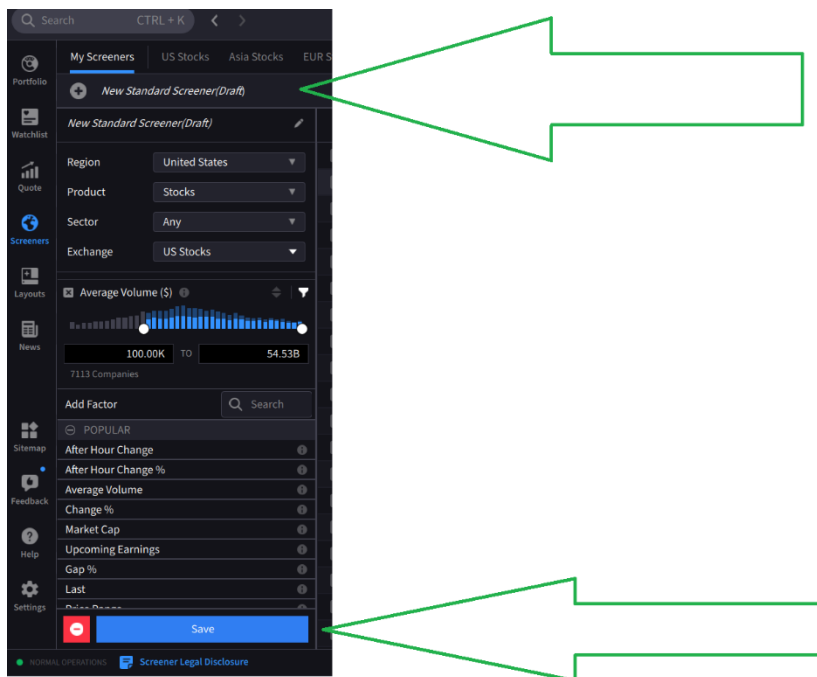 Search CTRL + K
My Screeners US Stocks Asia Stocks EUR S
Portfolio
New Standard Screener(Draft)
New Standard Screener(Draft)
Watchlist
Region United States
Quote
Product Stocks
Sector Any
Screeners
Exchange US Stocks
Layouts
Average Volume ($)
News
100.00K TO 54.53B
7113 Companies
Add Factor Search
POPULAR
Sitemap
After Hour Change
After Hour Change %
Average Volume
Feedback
Change %
Market Cap
Help
Upcoming Earnings
Gap %
Last
Settings
Price Range
Save
NORMAL OPERATIONS Screener Legal Disclosure